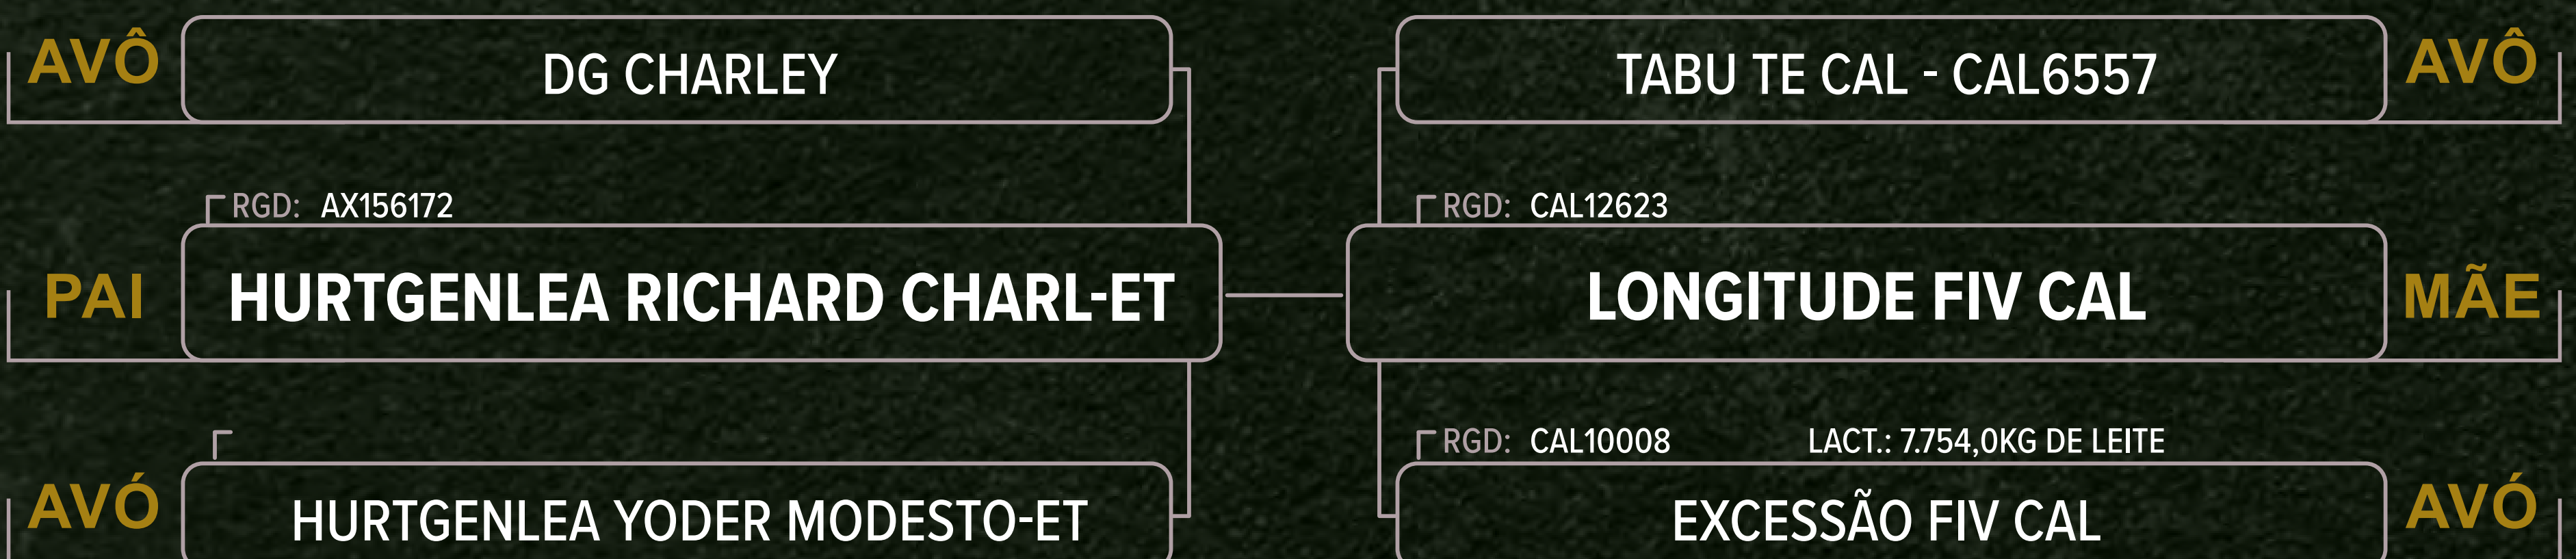 AVÔ
DG CHARLEY
TABU TE CAL - CAL6557
AVÔ
RGD: AX156172
RGD: CAL12623
PAI
HURTGENLEA RICHARD CHARL-ET
LONGITUDE FIV CAL
MÃE
RGD: CAL10008 LACT.: 7.754,0KG DE LEITE
AVÓ
HURTGENLEA YODER MODESTO-ET
EXCESSÃO FIV CAL
AVÓ